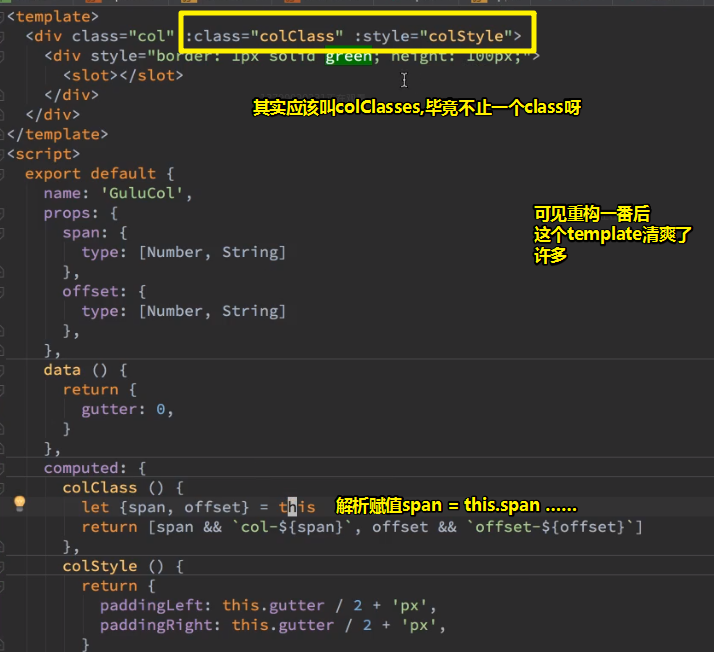 <template>
<div class="col" :class="colClass" :style="colStyle">
<div style="border: 1px solid green; height: 100px;">
<slot></slot>
</div>
其实应该叫colClasses,毕竟不止一个class呀
</div>
</template>
<script>
export default {
name: 'GuluCol',
props: {
可见重构一番后
这个template清爽了
许多
span: {
type: [Number, String]
},
offset: {
type: [Number, String]
},
},
data () {
return {
gutter: 0,
}
},
computed: {
colClass () {
let {span, offset} = this 解析赋值span = this.span ......
return [span && `col-${span}`, offset && `offset-${offset}`]
},
colStyle () {
return {
paddingLeft: this.gutter / 2 + 'px',
paddingRight: this.gutter / 2 + 'px',
}